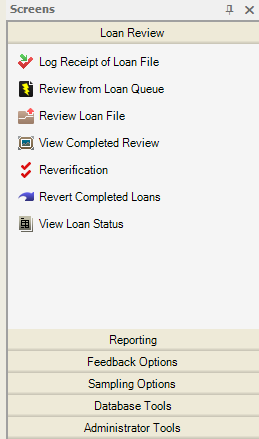 Screens
Loan Review
Log Receipt of Loan File
Review from Loan Queue
Review Loan File
View Completed Review
Reverification
Revert Completed Loans
View Loan Status
Reporting
Feedback Options
Sampling Options
Database Tools
Administrator Tools